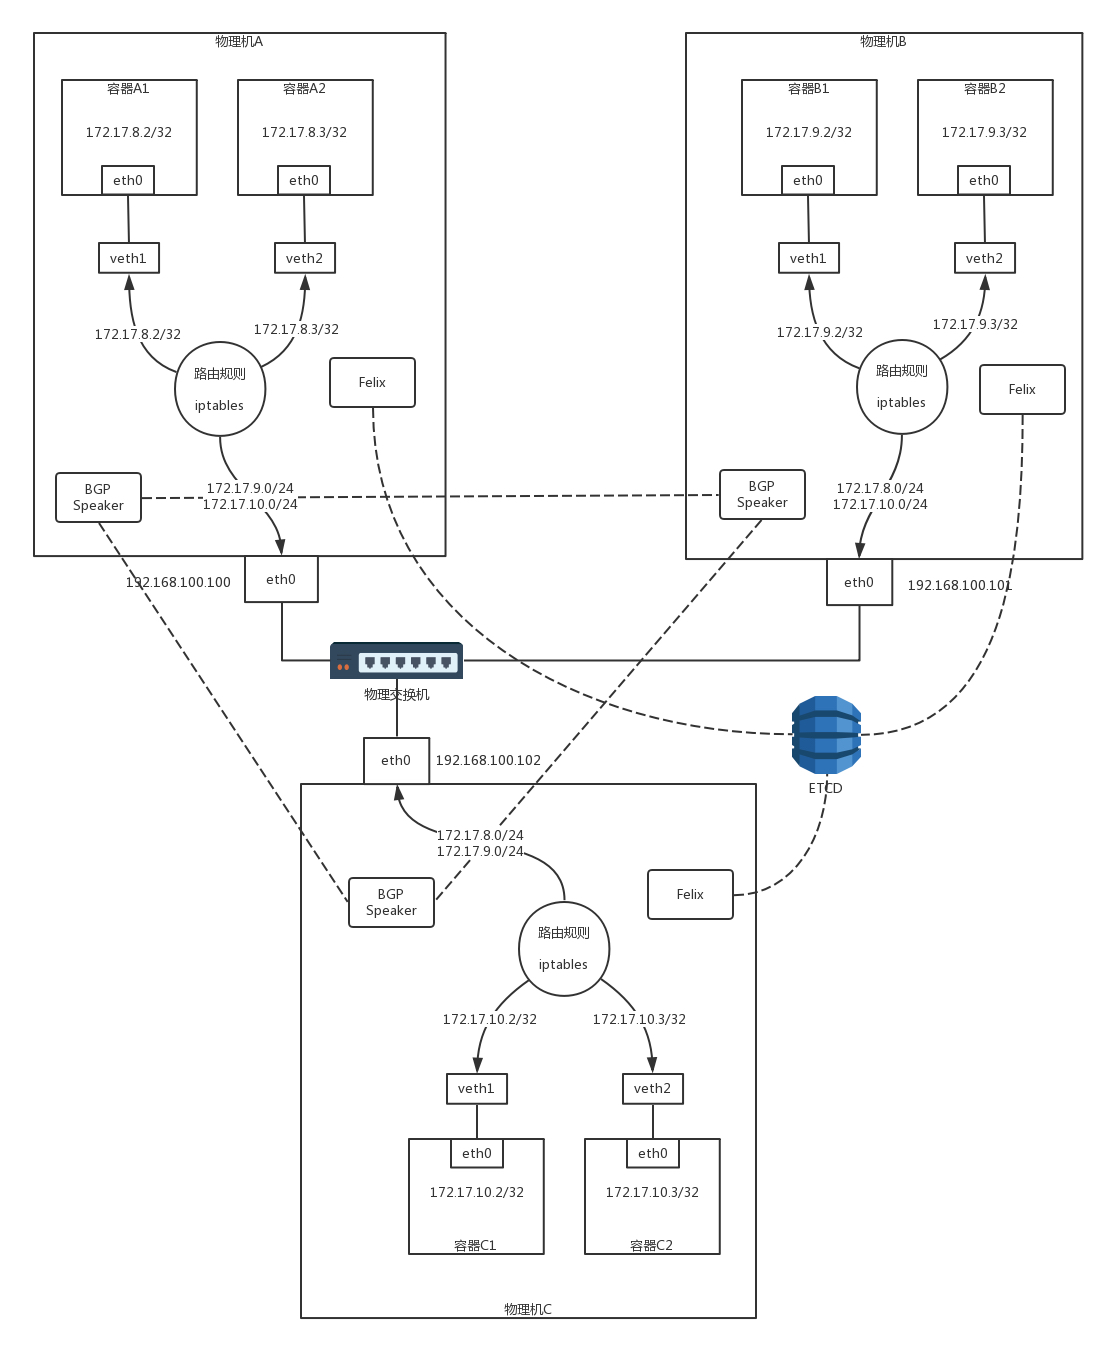 物理机A
容器A1
172.17.8.2/32
eth0
容器A2
172.17.8.3/32
eth0
veth1
veth2
172.17.8.2/32
172.17.8.3/32
路由规则
iptables
Felix
BGP
Speaker
172.17.9.0/24
172.17.10.0/24
eth0
192.168.100.100
物理机B
容器B1
172.17.9.2/32
eth0
容器B2
172.17.9.3/32
eth0
veth1
veth2
172.17.9.2/32
172.17.9.3/32
路由规则
iptables
Felix
BGP
Speaker
172.17.8.0/24
172.17.10.0/24
eth0
192.168.100.101
物理交换机
ETCD
eth0
192.168.100.102
172.17.8.0/24
172.17.9.0/24
BGP
Speaker
Felix
路由规则
iptables
172.17.10.2/32
172.17.10.3/32
veth1
veth2
eth0
172.17.10.2/32
容器C1
eth0
172.17.10.3/32
容器C2
物理机C